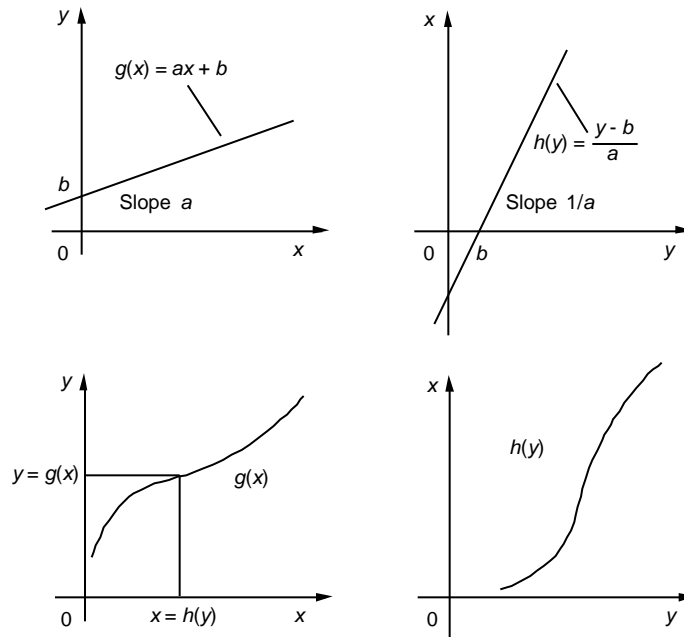 y
g(x) = ax + b
b
Slope a
0
x
x
h(y) = y - b
a
Slope 1/a
0
b
y
y
y = g(x)
g(x)
0
x = h(y)
x
x
h(y)
0
y